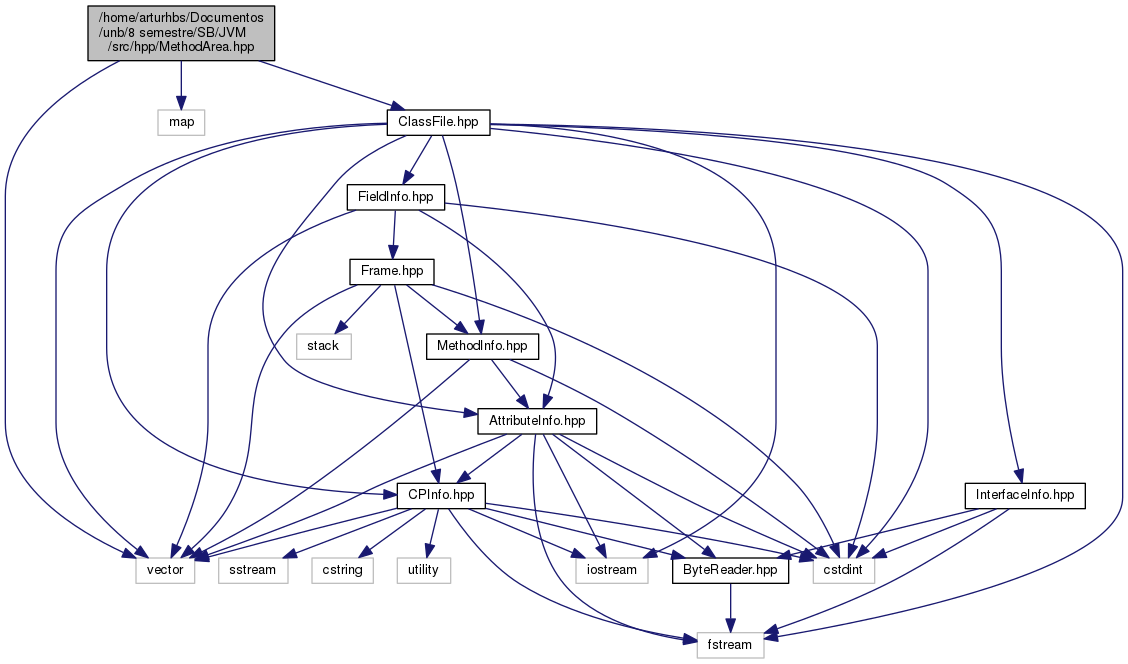 /home/arturhbs/Documentos
/unb/8 semestre/SB/JVM
/src/hpp/MethodArea.hpp
map
ClassFile.hpp
FieldInfo.hpp
Frame.hpp
stack
MethodInfo.hpp
AttributeInfo.hpp
CPInfo.hpp
InterfaceInfo.hpp
vector
sstream
cstring
utility
iostream
ByteReader.hpp
cstdint
fstream